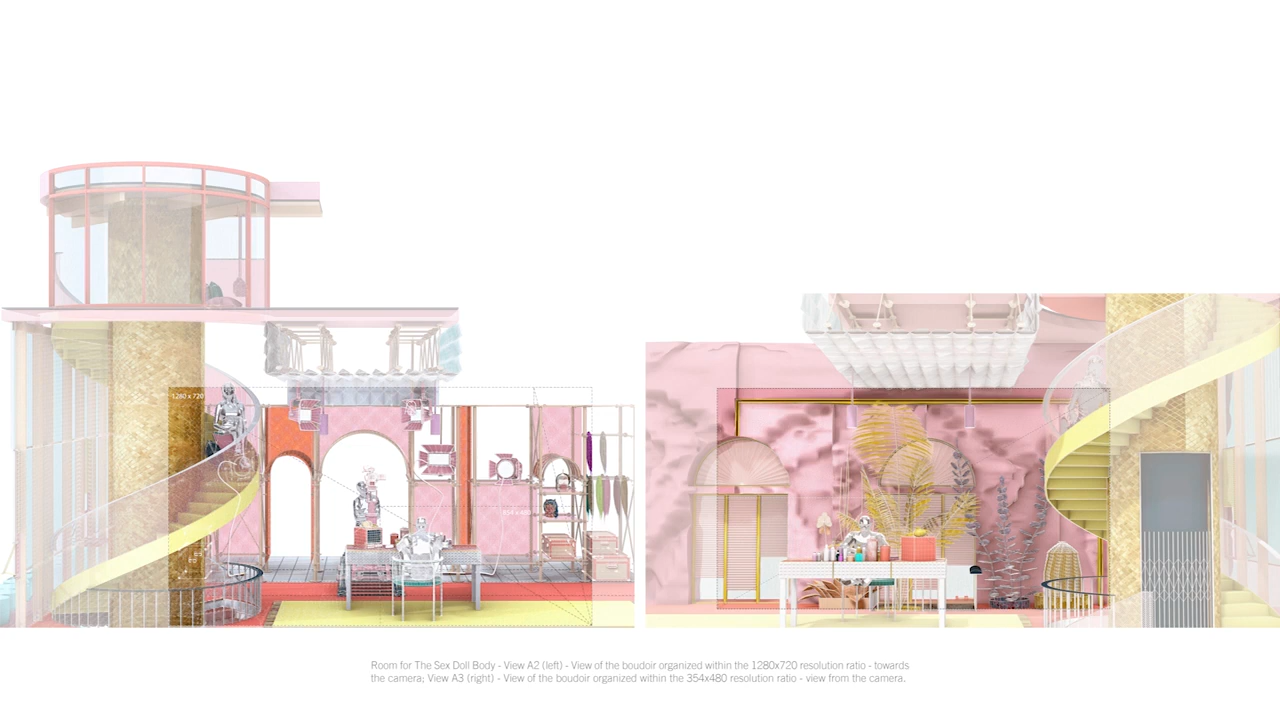 1280 x 720
854 x 480
Room for The Sex Doll Body - View A2 (left) - View of the boudoir organized within the 1280x720 resolution ratio - towards
the camera; View A3 (right) - View of the boudoir organized within the 354x480 resolution ratio - view from the camera.